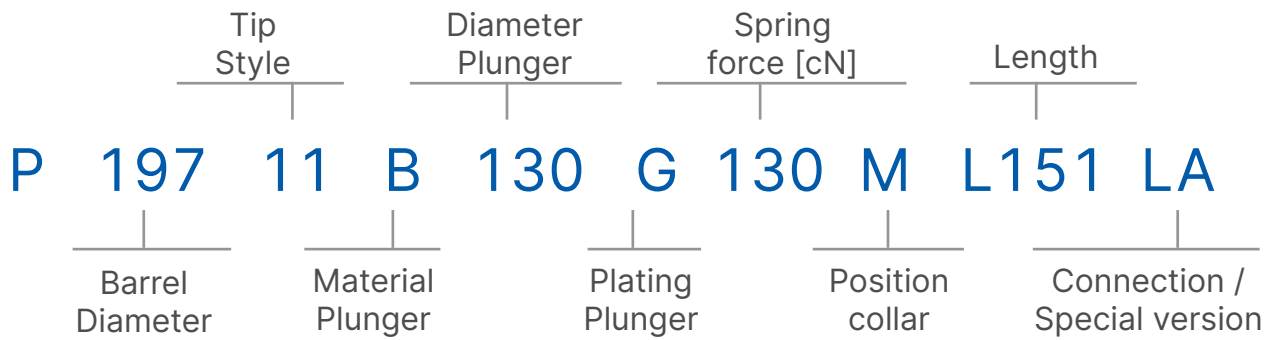 Tip
Style
Diameter
Plunger
Spring
force [cN]
Length
P 197 11 B 130 G 130 M L151 LA
Barrel
Diameter
Material
Plunger
Plating
Plunger
Position
collar
Connection /
Special version